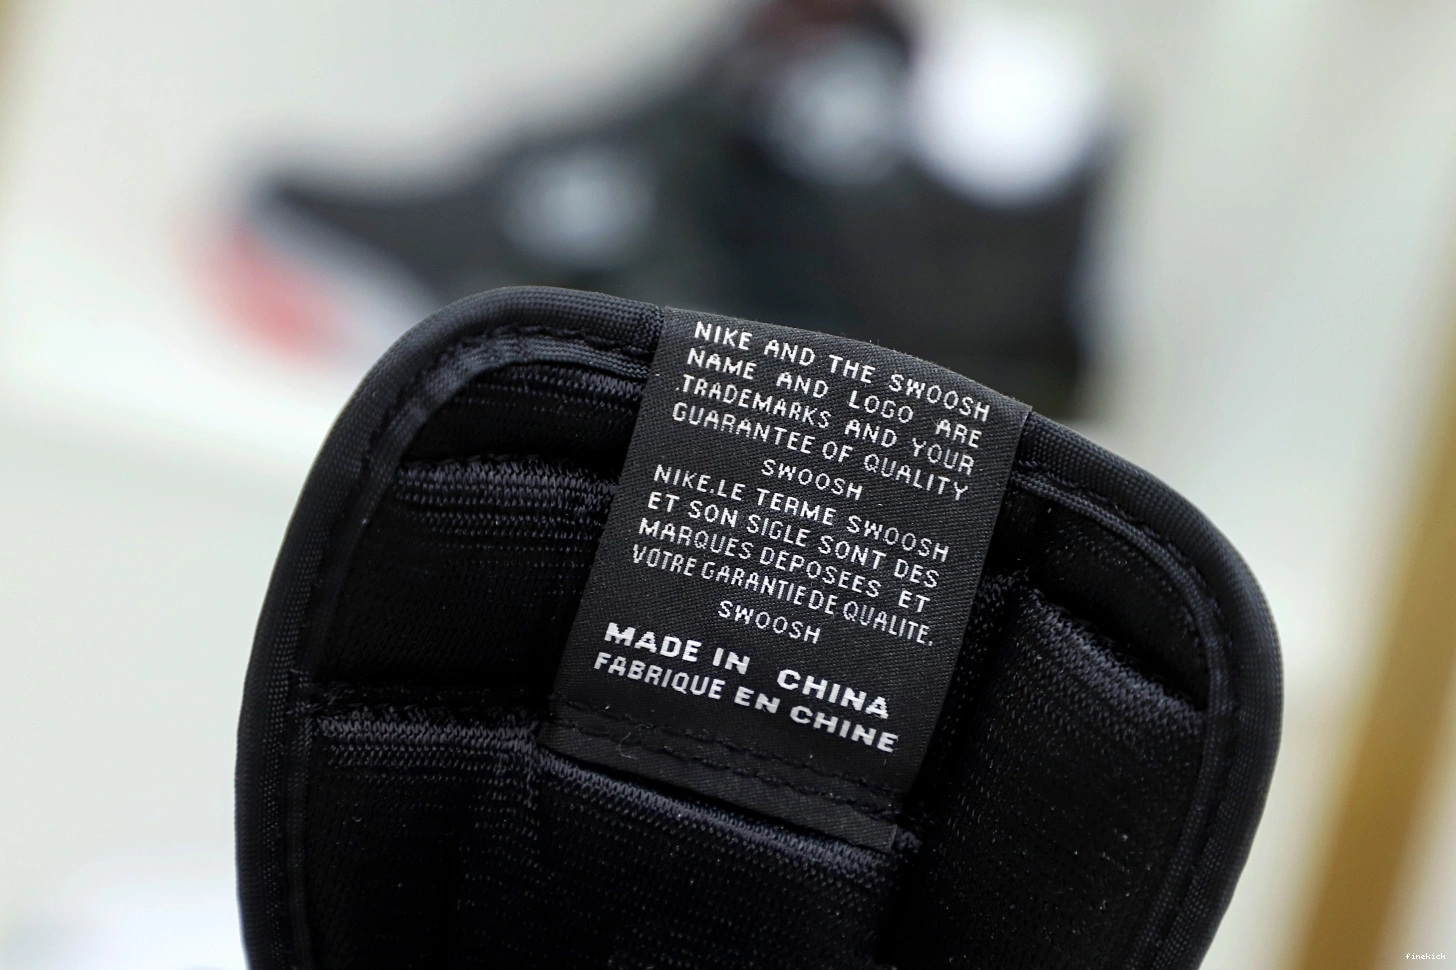 NIKE AND THE SWOOSH
NAME AND LOGO ARE
.TRADEMARKS AND YOUR
GUARANTEE OF QUALITY
SWOOSH
NIKE.LE TERME SWOOSH
ET SON SIGLE SONT DES
MARQUES DEPOSEES ET
VOTRE GARANTIE DE QUALITE.
SWOOSH
MADE IN CHINA
FABRIQUE EN CHINE
finekick